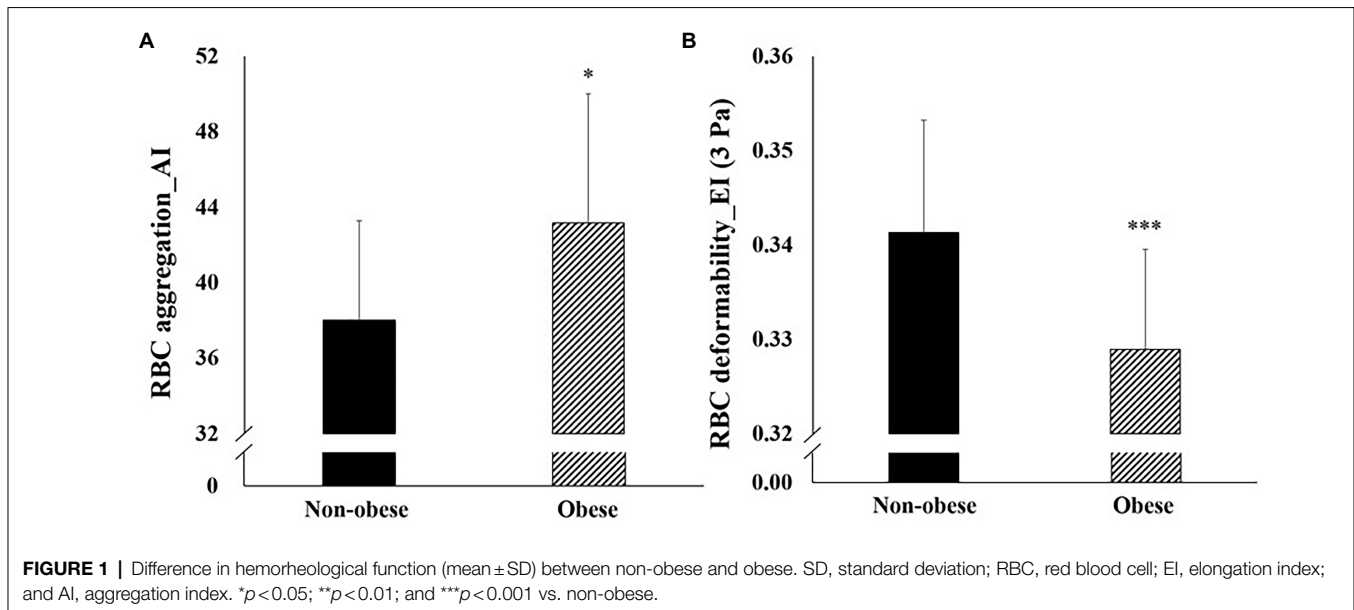 A
RBC aggregation_AI
52
48
44
40
36
32
0
*
Non-obese
Obese
B
RBC deformability_EI (3 Pa)
0.36
0.35
0.34
0.33
0.32
0.00
***
Non-obese
Obese
FIGURE 1 | Difference in hemorheological function (mean ± SD) between non-obese and obese. SD, standard deviation; RBC, red blood cell; EI, elongation index;
and AI, aggregation index. *p < 0.05; **p < 0.01; and ***p < 0.001 vs. non-obese.